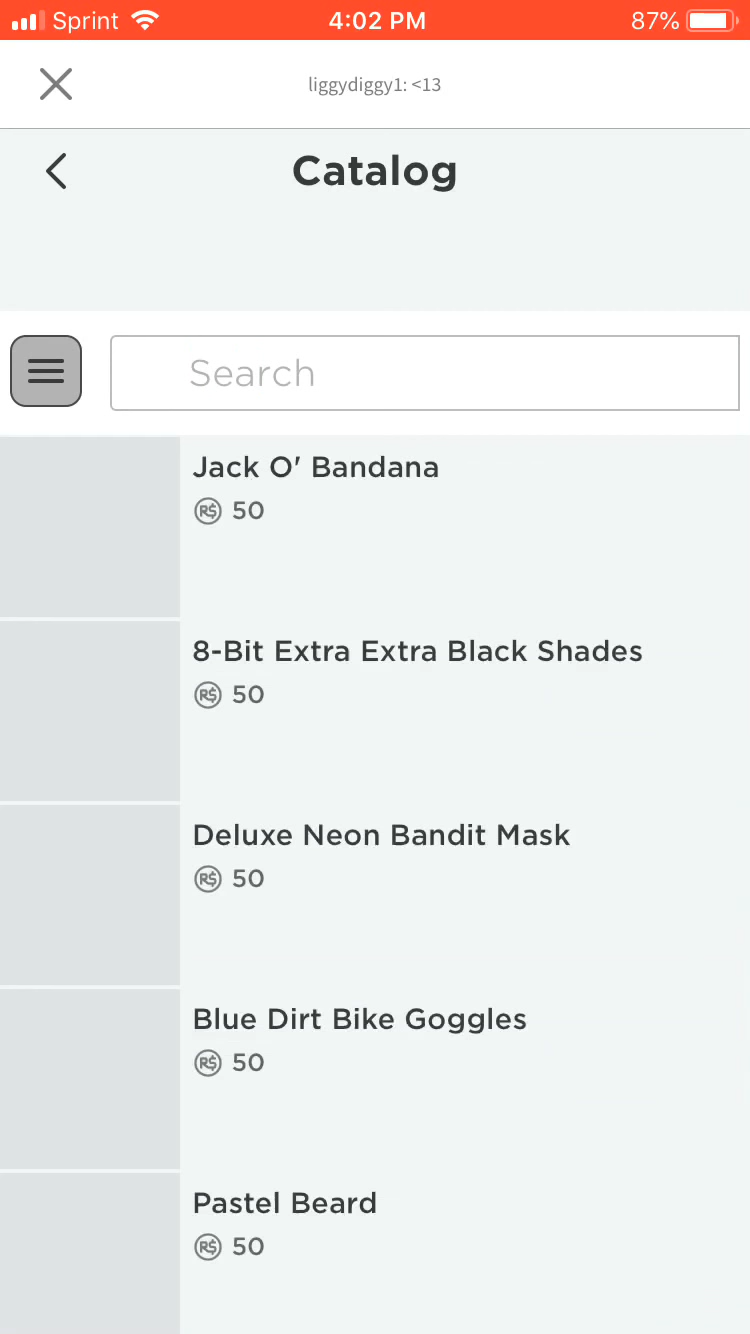 Sprint 4:02 PM 87%
liggydiggy1: <13
Catalog
Search
Jack O' Bandana
R$ 50
8-Bit Extra Extra Black Shades
R$ 50
Deluxe Neon Bandit Mask
R$ 50
Blue Dirt Bike Goggles
R$ 50
Pastel Beard
R$ 50